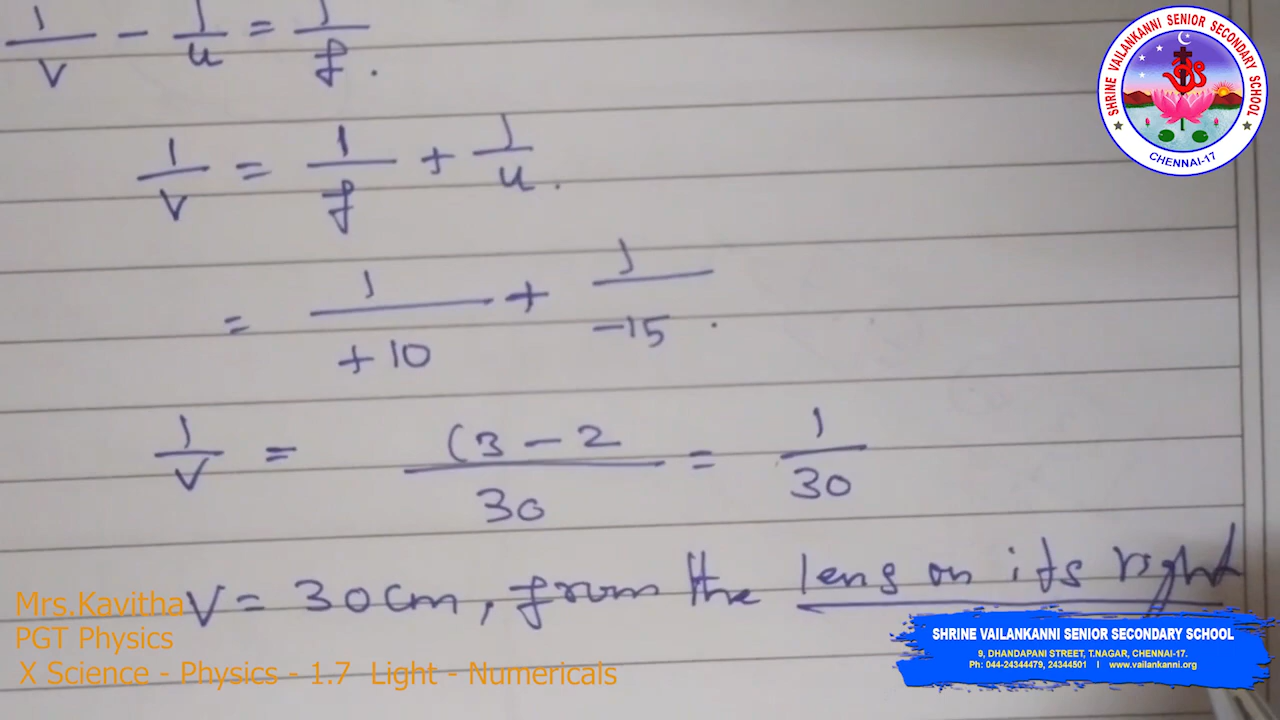 1/v - 1/u = 1/f.
1/v = 1/f + 1/u.
= 1/+10 + 1/-15.
1/v = (3-2/30 = 1/30
v = 30cm, from the lens on its right
SHRINE VAILANKANNI SENIOR SECONDARY SCHOOL
CHENNAI-17
Mrs.Kavitha
PGT Physics
X Science - Physics - 1.7 Light - Numericals
SHRINE VAILANKANNI SENIOR SECONDARY SCHOOL
9, DHANDAPANI STREET, T.NAGAR, CHENNAI-17.
Ph: 044-24344479, 24344501 I www.vailankanni.org